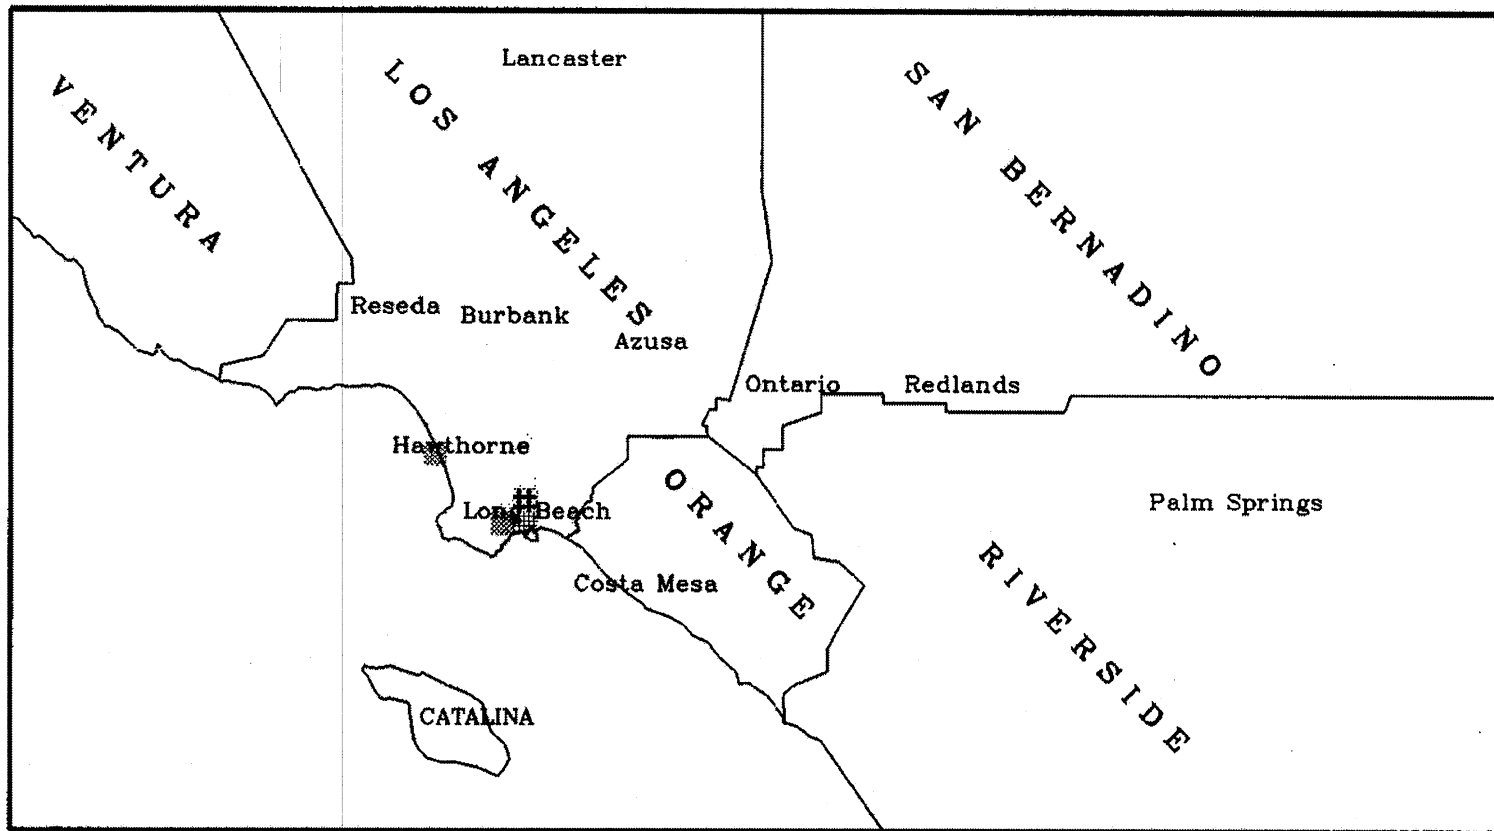 Lancaster
VENTURA
LOS ANGELES
SAN BERNADINO
Reseda
Burbank
Azusa
Ontario
Redlands
Hawthorne
ORANGE
Long Beach
Palm Springs
Costa Mesa
RIVERSIDE
CATALINA